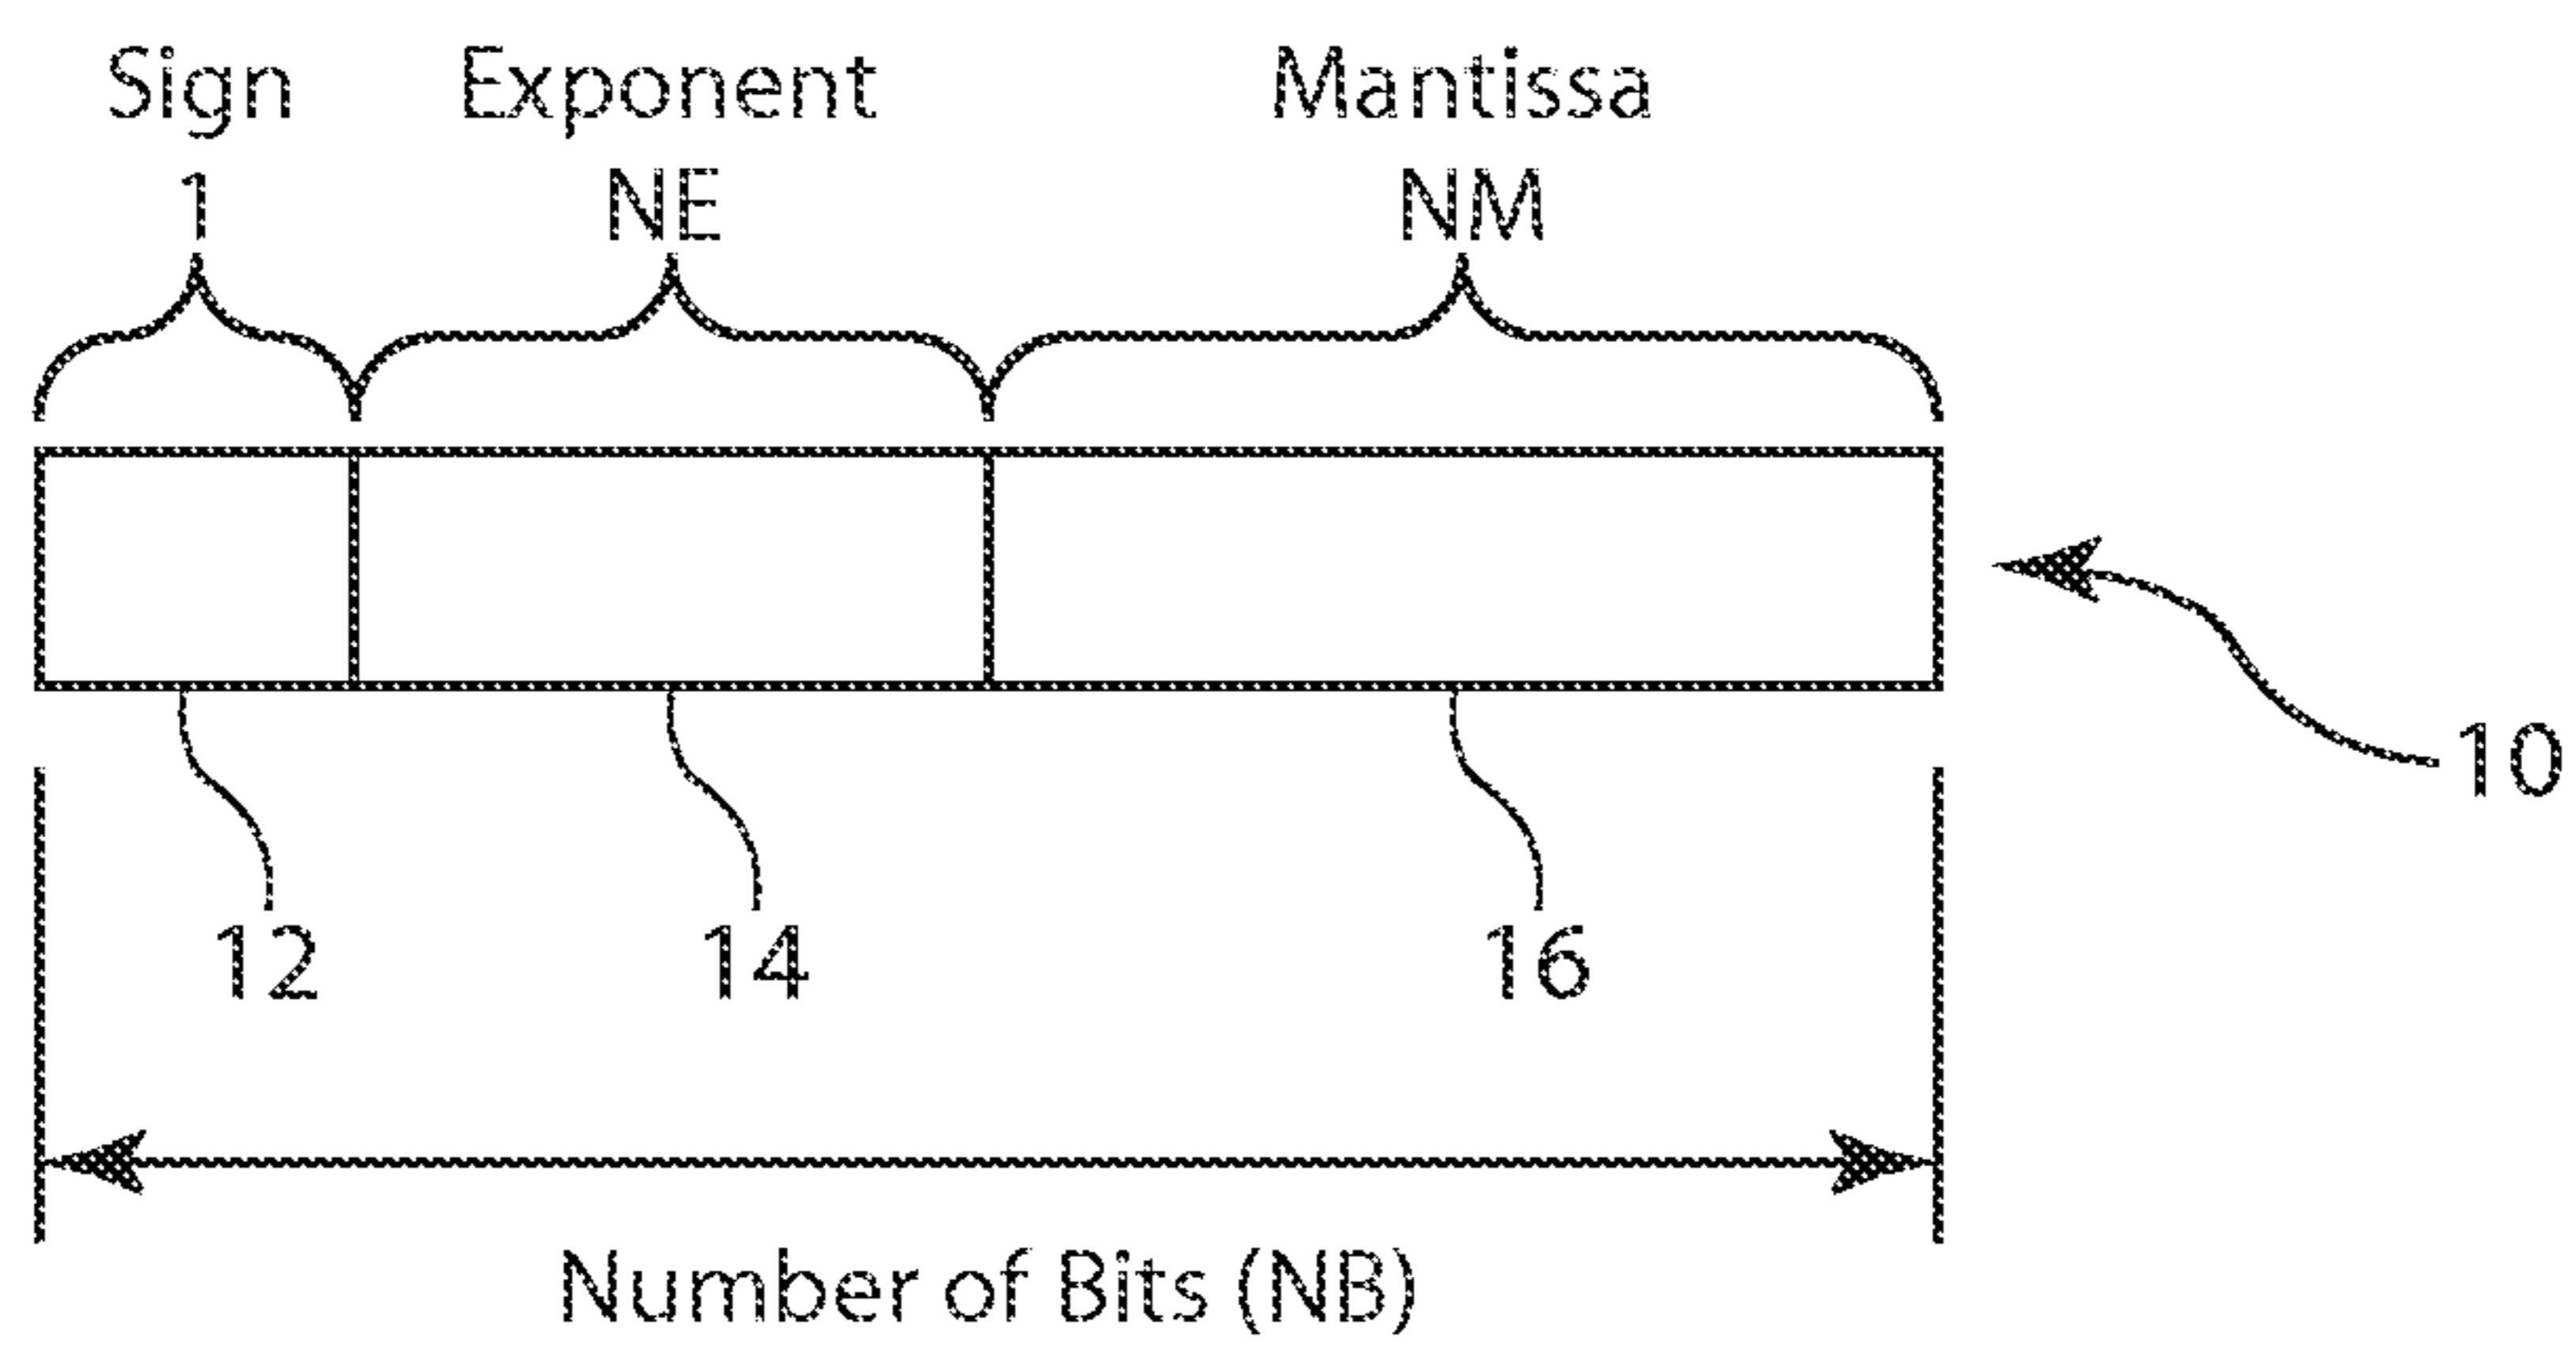 Sign Exponent Mantissa
1 NE NM
10
12 14 16
Number of Bits (NB)